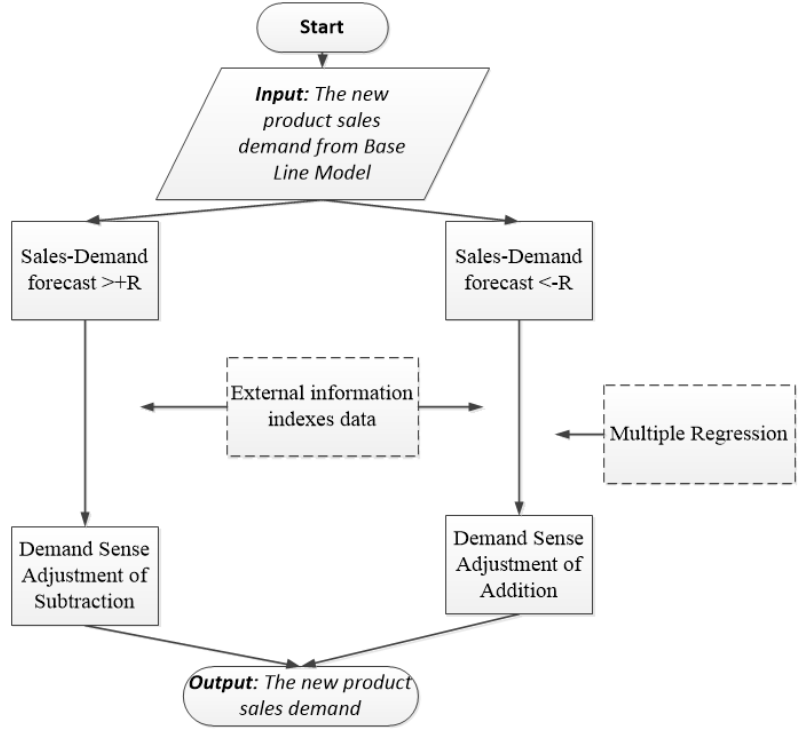 Start
Input: The new
product sales
demand from Base
Line Model
Sales-Demand
forecast >+R
Sales-Demand
forecast <-R
External information
indexes data
Multiple Regression
Demand Sense
Adjustment of
Subtraction
Demand Sense
Adjustment of
Addition
Output: The new product
sales demand